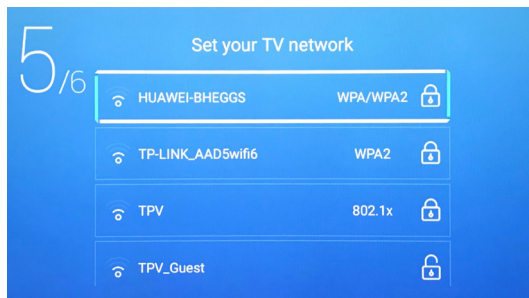 5/6
Set your TV network
HUAWEI-BHEGGS WPA/WPA2
TP-LINK_AAD5wifi6 WPA2
TPV 802.1x
TPV_Guest